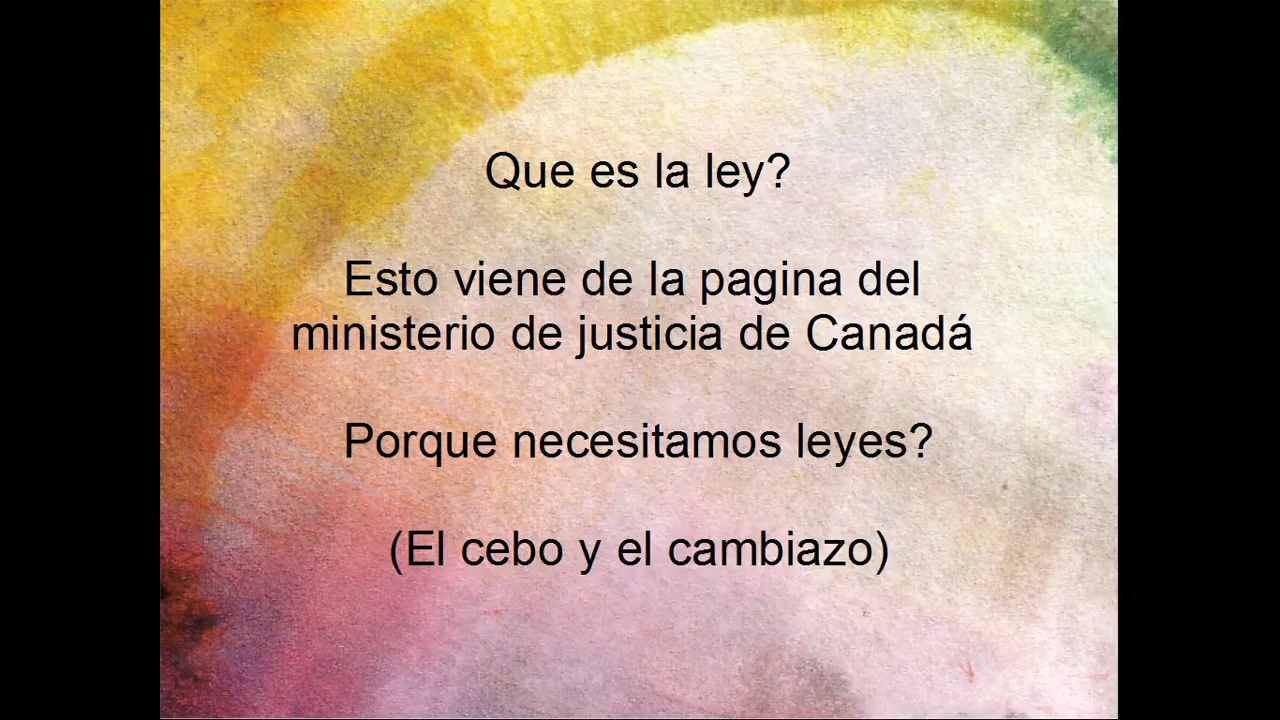 Que es la ley?
Esto viene de la pagina del
ministerio de justicia de Canadá
Porque necesitamos leyes?
(El cebo y el cambiazo)